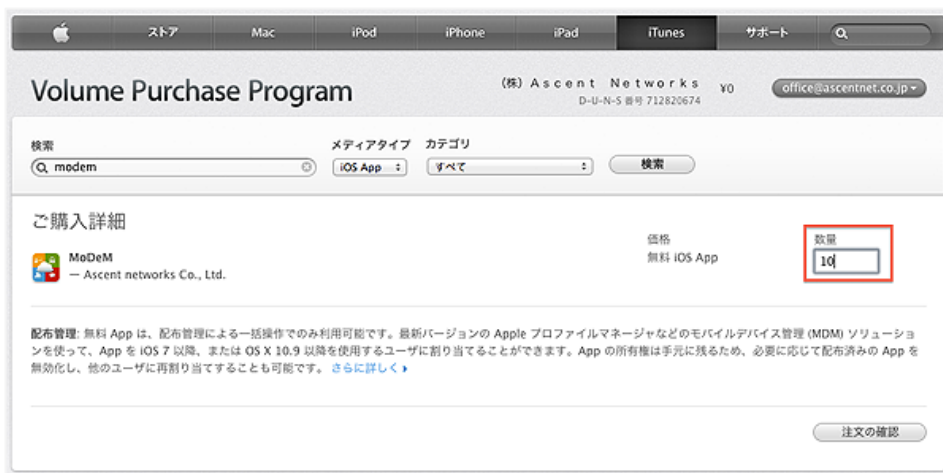 ストア Mac iPod iPhone iPad iTunes サポート
Volume Purchase Program
(株) Ascent Networks ¥0 office@ascentnet.co.jp
D-U-N-S 番号 712820674
検索 メディアタイプ カテゴリ
modem iOS App すべて 検索
ご購入詳細
価格 数量
MoDeM 無料 iOS App 10
— Ascent networks Co., Ltd.
配布管理: 無料 App は、配布管理による一括操作でのみ利用可能です。最新バージョンの Apple プロファイルマネージャなどのモバイルデバイス管理 (MDM) ソリューショ
ンを使って、App を iOS 7 以降、または OS X 10.9 以降を使用するユーザに割り当てることができます。App の所有権は手元に残るため、必要に応じて配布済みの App を
無効化し、他のユーザに再割り当てすることも可能です。 さらに詳しく
注文の確認